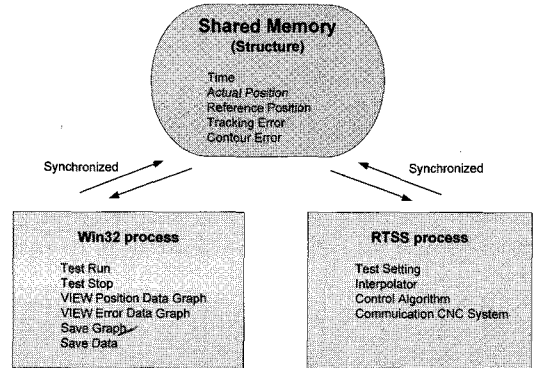 Shared Memory
(Structure)
Time
Actual Position
Reference Position
Tracking Error
Contour Error
Synchronized
Synchronized
Win32 process
Test Run
Test Stop
VIEW Position Data Graph
VIEW Error Data Graph
Save Graph
Save Data
RTSS process
Test Setting
Interpolator
Control Algorithm
Commuication CNC System